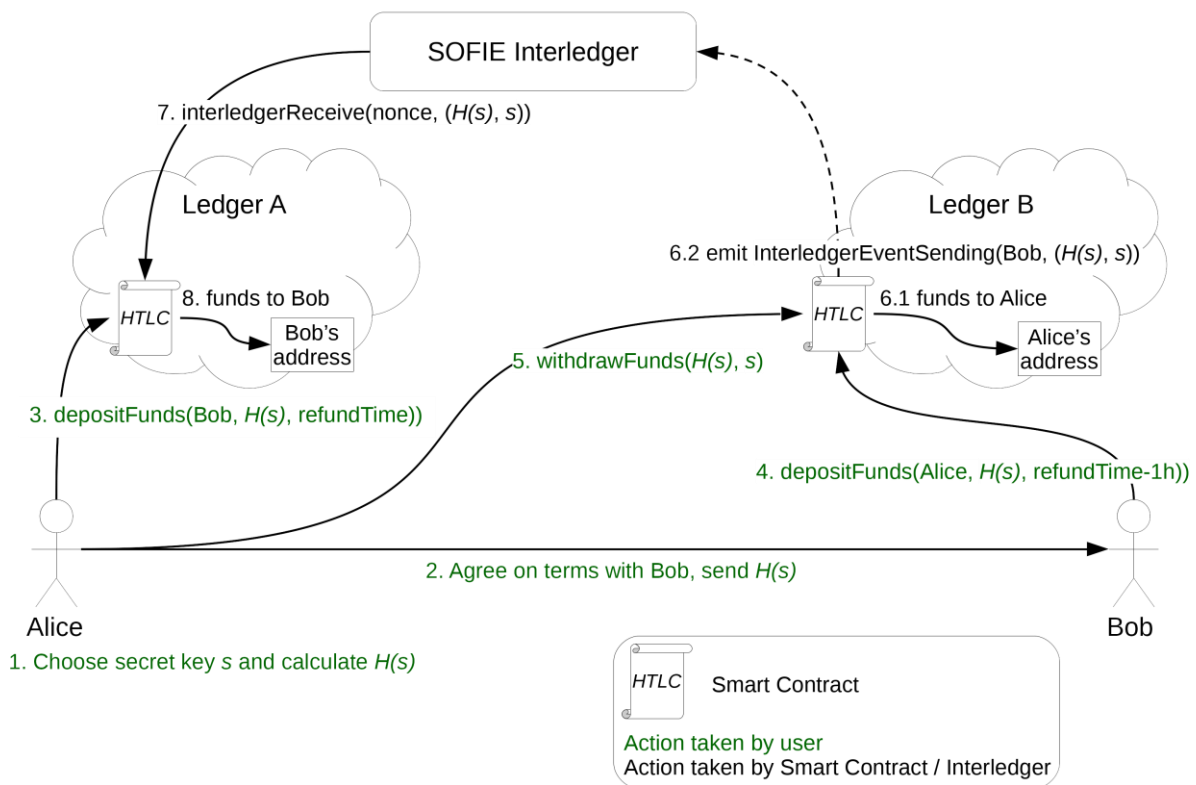 SOFIE Interledger
7. interledgerReceive(nonce, (H(s), s))
Ledger A
Ledger B
6.2 emit InterledgerEventSending(Bob, (H(s), s))
HTLC
8. funds to Bob
Bob's
address
HTLC
6.1 funds to Alice
Alice's
address
5. withdrawFunds(H(s), s)
3. depositFunds(Bob, H(s), refundTime))
4. depositFunds(Alice, H(s), refundTime-1h))
2. Agree on terms with Bob, send H(s)
Alice
Bob
1. Choose secret key s and calculate H(s)
HTLC
Smart Contract
Action taken by user
Action taken by Smart Contract / Interledger